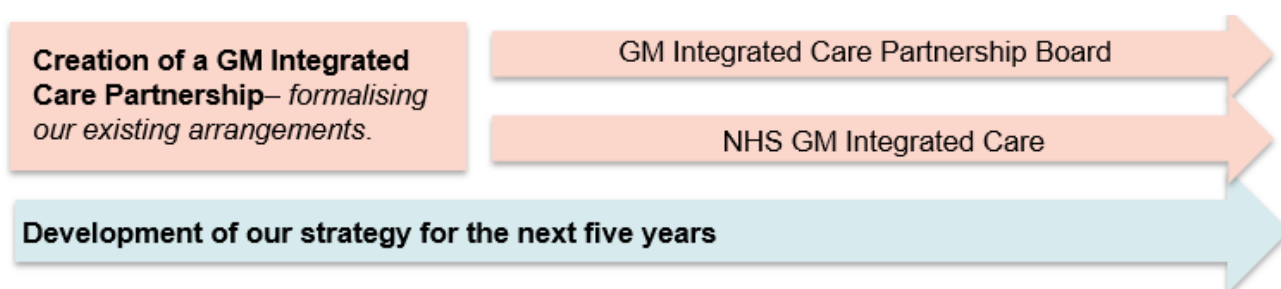 Creation of a GM Integrated
Care Partnership– formalising
our existing arrangements.
GM Integrated Care Partnership Board
NHS GM Integrated Care
Development of our strategy for the next five years